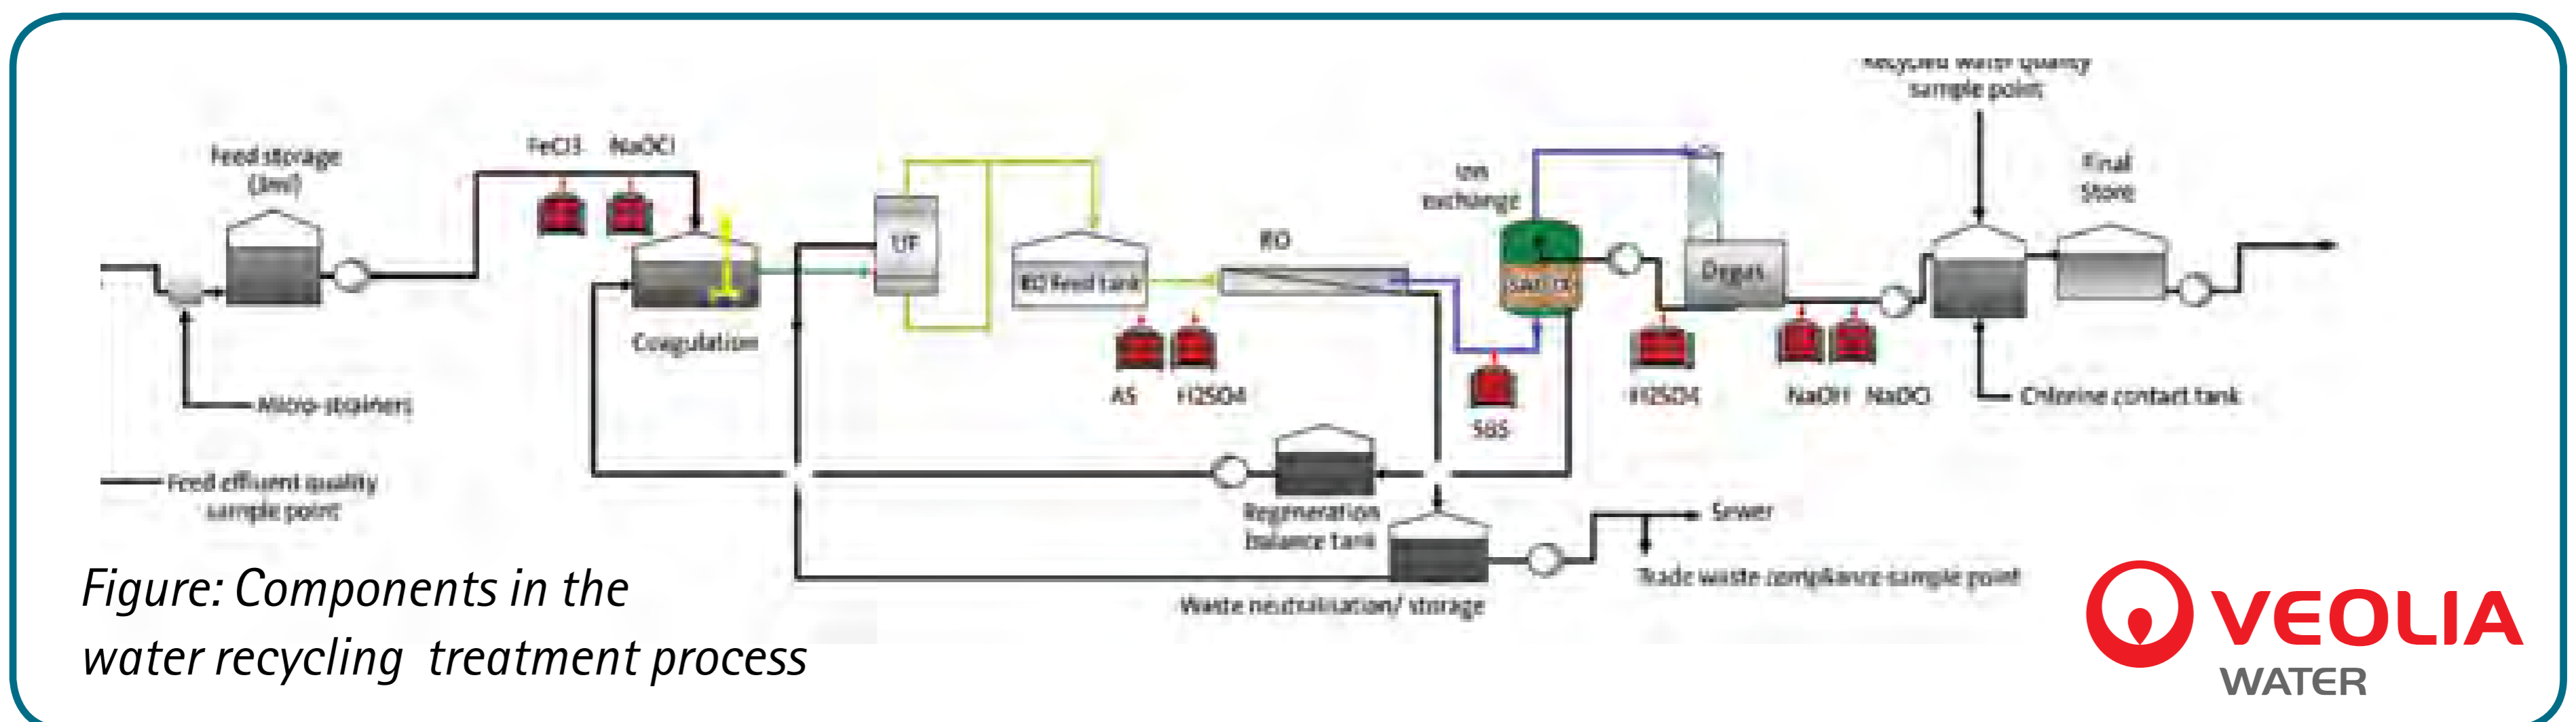 Recycled water quality
sample point
Feed storage
FeCl3
NaOCl
Final
Store
Ion
exchange
UF
RO
RO Feed tank
Degas
Coagulation
Micro-strainers
AS
H2SO4
SBS
H2SO4
NaOH
NaOCl
Chlorine contact tank
Feed effluent quality
sample point
Regeneration
balance tank
Sewer
Trade waste compliance sample point
Waste neutralisation/ storage
Figure: Components in the
water recycling treatment process
VEOLIA
WATER